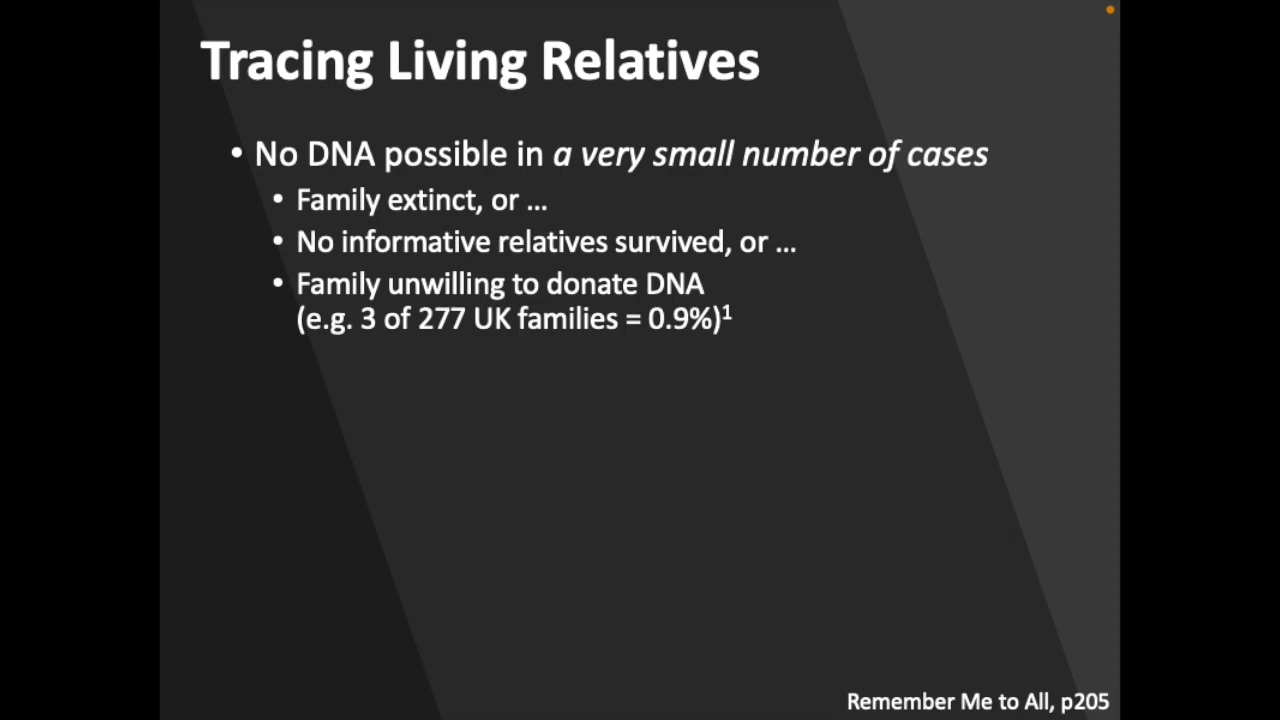 Tracing Living Relatives
• No DNA possible in a very small number of cases
• Family extinct, or ...
• No informative relatives survived, or ...
• Family unwilling to donate DNA
(e.g. 3 of 277 UK families = 0.9%)¹
Remember Me to All, p205